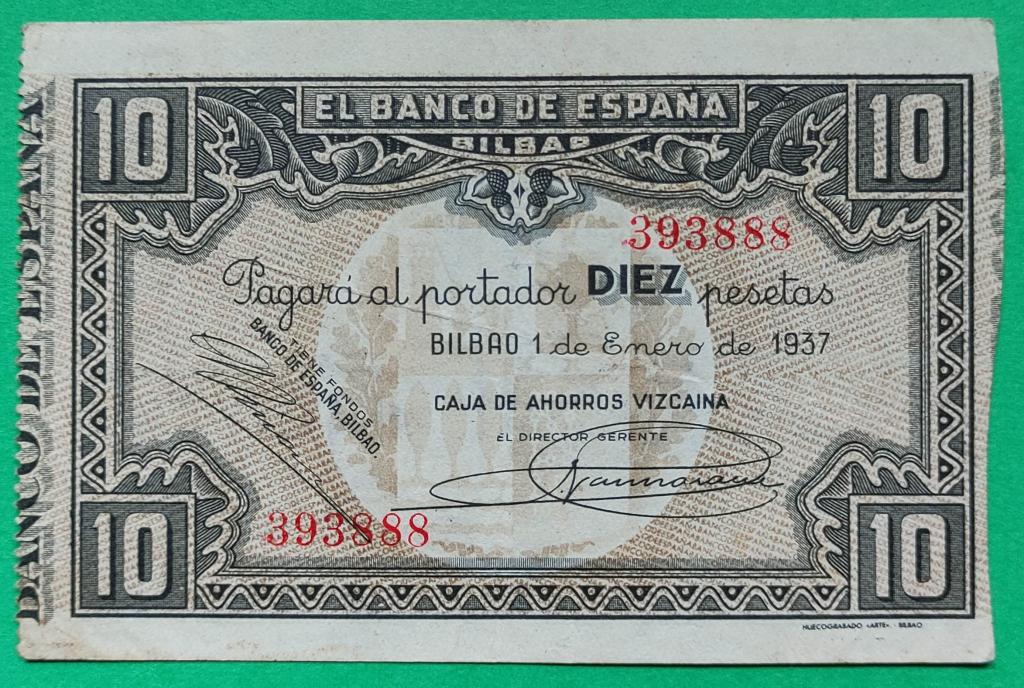 10
EL BANCO DE ESPAÑA
10
BILBAO
BANCO DE ESPAÑA
393888
Pagará al portador DIEZ pesetas
BILBAO 1 de Enero de 1937
TIENE FONDOS
BANCO DE ESPAÑA, BILBAO.
CAJA DE AHORROS VIZCAINA
EL DIRECTOR GERENTE
393888
10
10
HUECOGRABADO «ARTE». - BILBAO